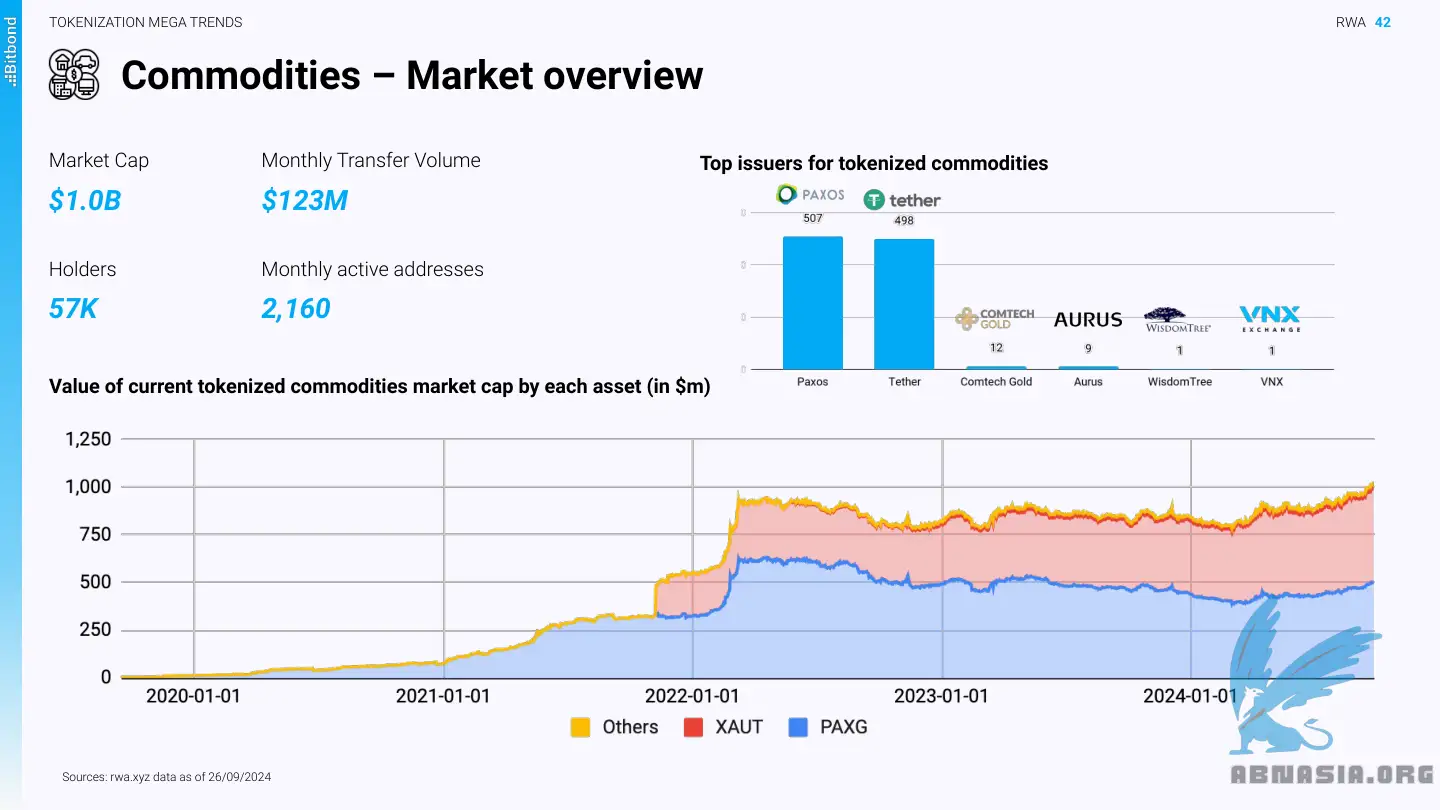 TOKENIZATION MEGA TRENDS
RWA 42
Bitbond
Commodities – Market overview
Market Cap
$1.0B
Monthly Transfer Volume
$123M
Holders
57K
Monthly active addresses
2,160
Top issuers for tokenized commodities
PAXOS
tether
507
498
COMTECH
GOLD
AURUS
WISDOMTREE
VNX
EXCHANGE
12
9
1
1
0
0
0
0
Paxos
Tether
Comtech Gold
Aurus
WisdomTree
VNX
Value of current tokenized commodities market cap by each asset (in $m)
1,250
1,000
750
500
250
0
2020-01-01
2021-01-01
2022-01-01
2023-01-01
2024-01-01
Others
XAUT
PAXG
Sources: rwa.xyz data as of 26/09/2024
ABNASIA.ORG